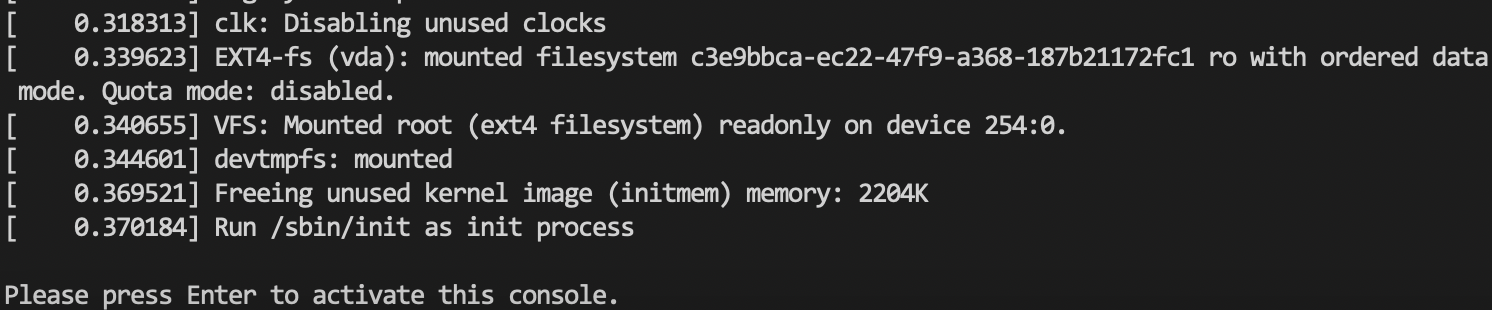 [    0.318313] clk: Disabling unused clocks
[    0.339623] EXT4-fs (vda): mounted filesystem c3e9bbca-ec22-47f9-a368-187b21172fc1 ro with ordered data
 mode. Quota mode: disabled.
[    0.340655] VFS: Mounted root (ext4 filesystem) readonly on device 254:0.
[    0.344601] devtmpfs: mounted
[    0.369521] Freeing unused kernel image (initmem) memory: 2204K
[    0.370184] Run /sbin/init as init process
Please press Enter to activate this console.